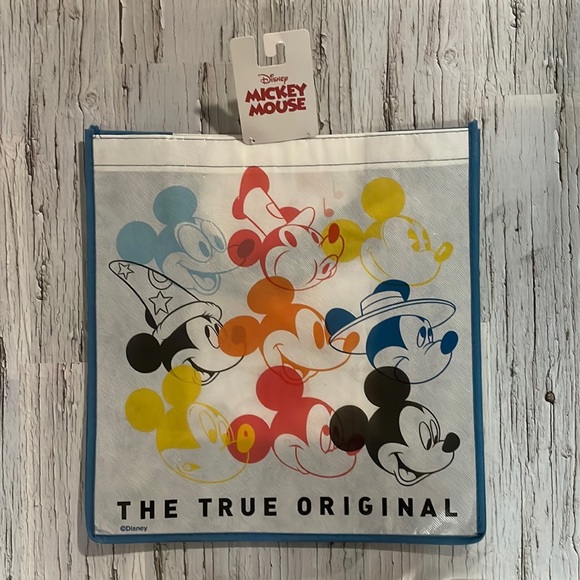 Disney
MICKEY
MOUSE
THE TRUE ORIGINAL
©Disney